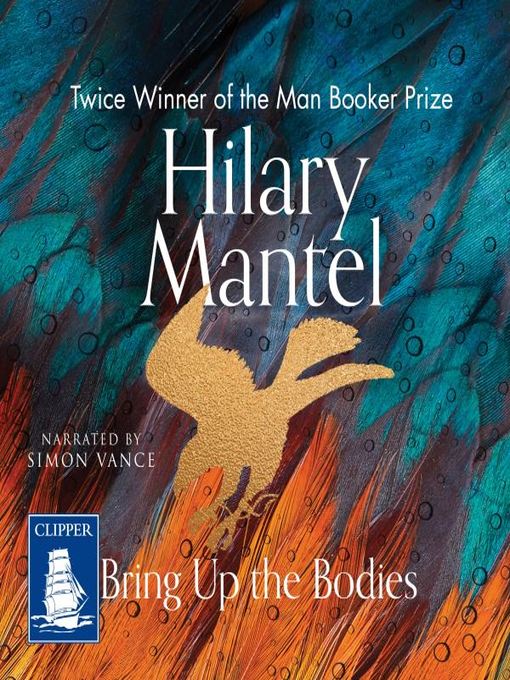 Twice Winner of the Man Booker Prize
Hilary
Mantel
NARRATED BY
SIMON VANCE
CLIPPER
Bring Up the Bodies